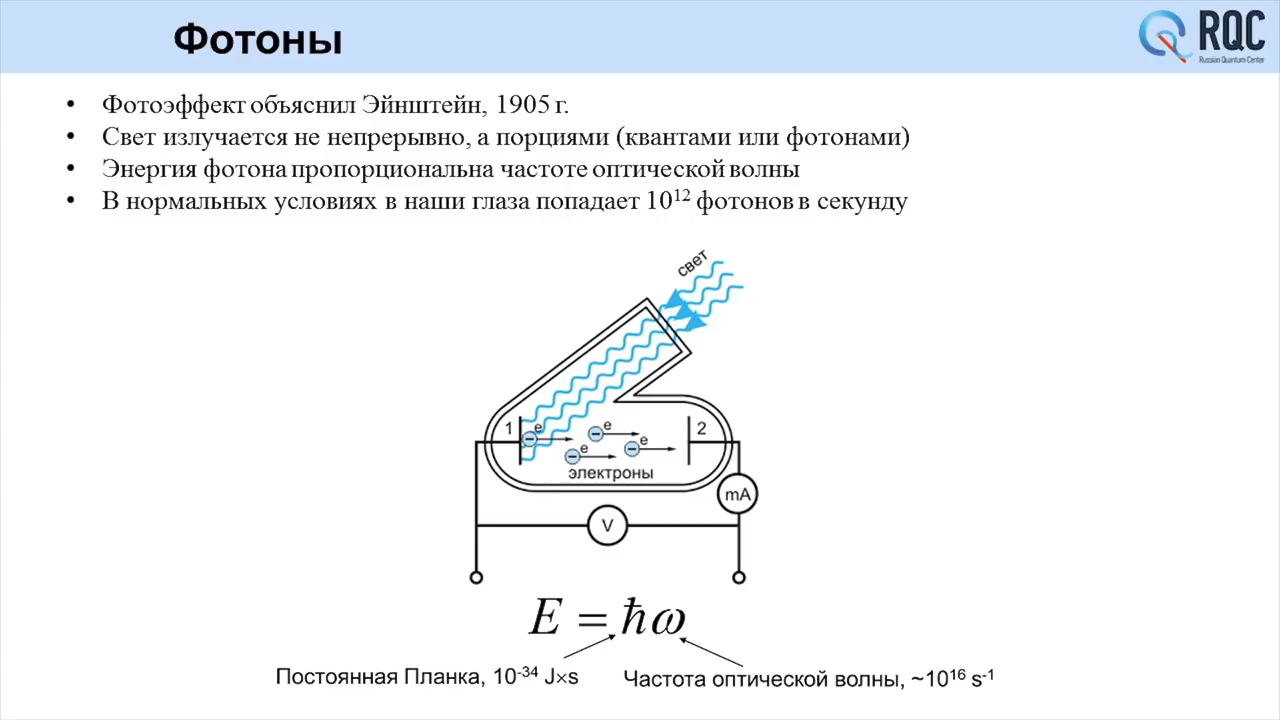 Фотоны
RQC
Russian Quantum Center
• Фотоэффект объяснил Эйнштейн, 1905 г.
• Свет излучается не непрерывно, а порциями (квантами или фотонами)
• Энергия фотона пропорциональна частоте оптической волны
• В нормальных условиях в наши глаза попадает 10¹² фотонов в секунду
свет
1
e
e
e
e
2
электроны
mA
V
E = ħω
Постоянная Планка, 10⁻³⁴ J×s
Частота оптической волны, ~10¹⁶ s⁻¹